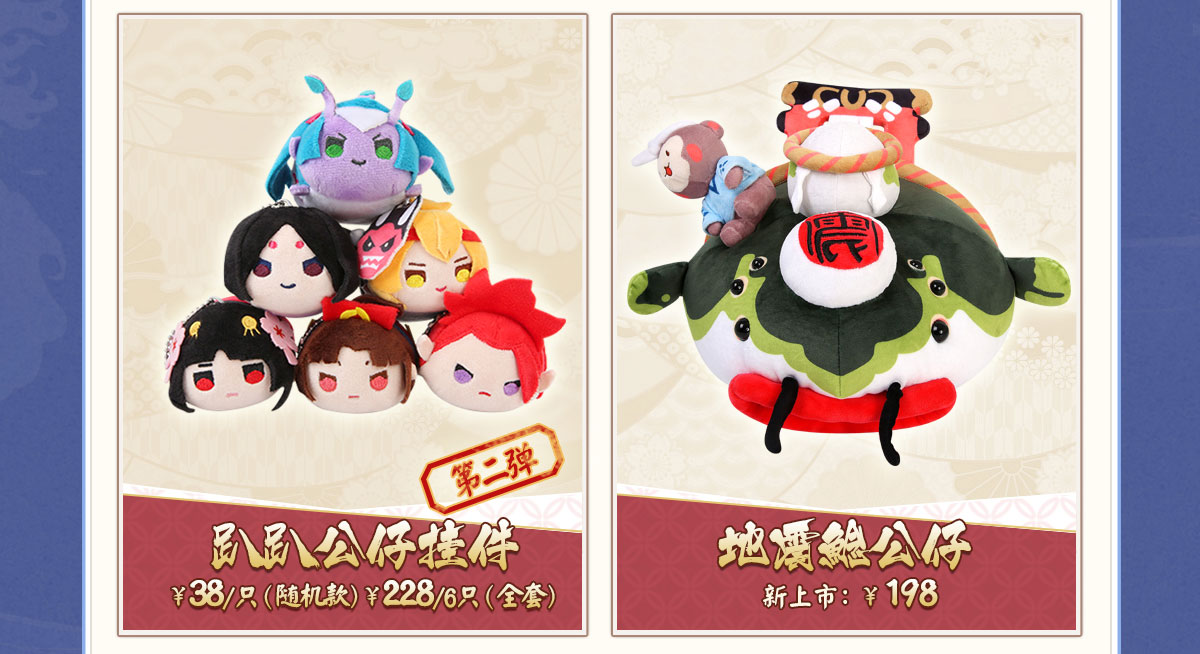 第二弹
趴趴公仔挂件
￥38/只(随机款)￥228/6只(全套)
震
地震鲶公仔
新上市：￥198